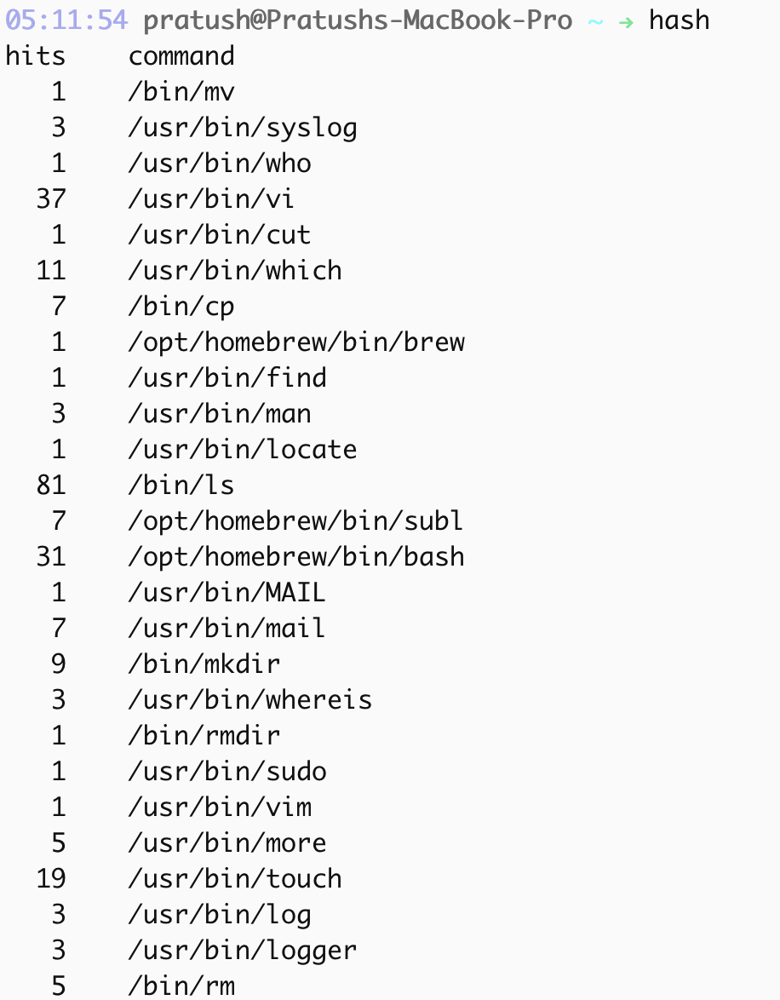 05:11:54 pratush@Pratushs-MacBook-Pro ~ → hash
hits    command
   1    /bin/mv
   3    /usr/bin/syslog
   1    /usr/bin/who
  37    /usr/bin/vi
   1    /usr/bin/cut
  11    /usr/bin/which
   7    /bin/cp
   1    /opt/homebrew/bin/brew
   1    /usr/bin/find
   3    /usr/bin/man
   1    /usr/bin/locate
  81    /bin/ls
   7    /opt/homebrew/bin/subl
  31    /opt/homebrew/bin/bash
   1    /usr/bin/MAIL
   7    /usr/bin/mail
   9    /bin/mkdir
   3    /usr/bin/whereis
   1    /bin/rmdir
   1    /usr/bin/sudo
   1    /usr/bin/vim
   5    /usr/bin/more
  19    /usr/bin/touch
   3    /usr/bin/log
   3    /usr/bin/logger
   5    /bin/rm